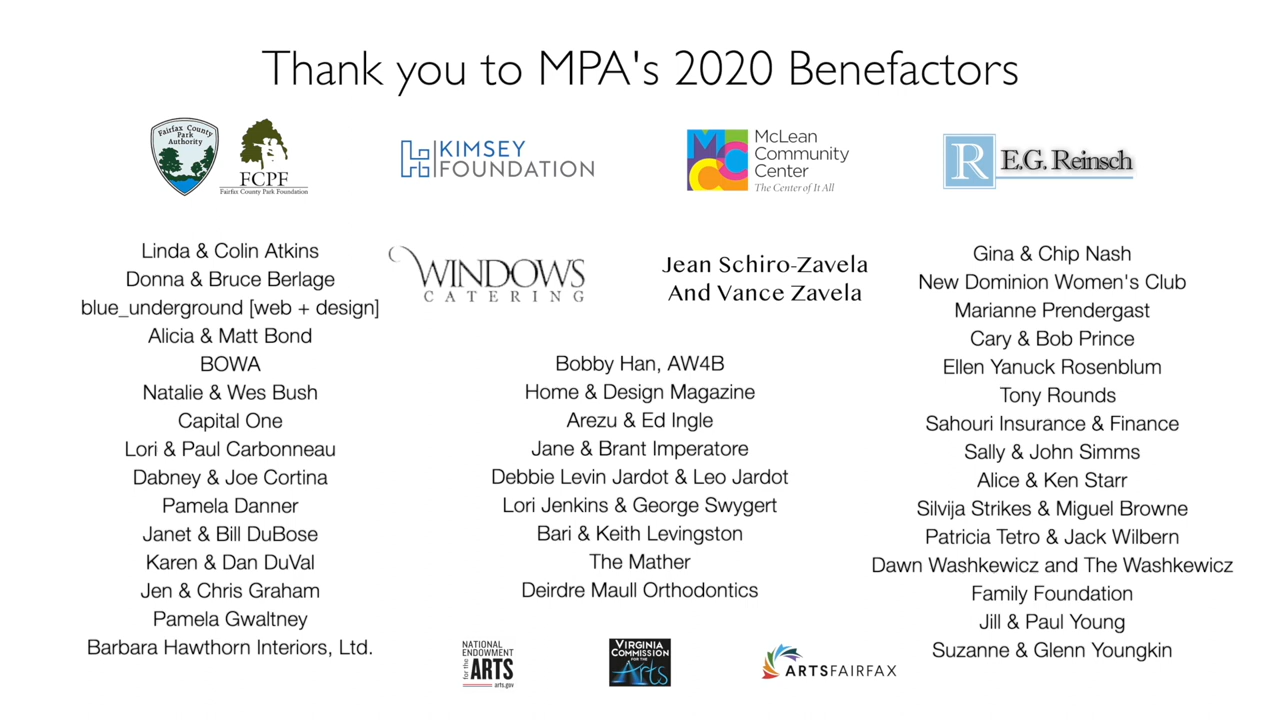 Thank you to MPA's 2020 Benefactors
Fairfax County
Park
Authority
FCPF
Fairfax County Park Foundation
KIMSEY
FOUNDATION
MCC
McLean
Community
Center
The Center of It All
R
E.G. Reinsch
Linda & Colin Atkins
Donna & Bruce Berlage
blue_underground [web + design]
Alicia & Matt Bond
BOWA
Natalie & Wes Bush
Capital One
Lori & Paul Carbonneau
Dabney & Joe Cortina
Pamela Danner
Janet & Bill DuBose
Karen & Dan DuVal
Jen & Chris Graham
Pamela Gwaltney
Barbara Hawthorn Interiors, Ltd.
WINDOWS
CATERING
Jean Schiro-Zavela
And Vance Zavela
Bobby Han, AW4B
Home & Design Magazine
Arezu & Ed Ingle
Jane & Brant Imperatore
Debbie Levin Jardot & Leo Jardot
Lori Jenkins & George Swygert
Bari & Keith Levingston
The Mather
Deirdre Maull Orthodontics
Gina & Chip Nash
New Dominion Women's Club
Marianne Prendergast
Cary & Bob Prince
Ellen Yanuck Rosenblum
Tony Rounds
Sahouri Insurance & Finance
Sally & John Simms
Alice & Ken Starr
Silvija Strikes & Miguel Browne
Patricia Tetro & Jack Wilbern
Dawn Washkewicz and The Washkewicz
Family Foundation
Jill & Paul Young
Suzanne & Glenn Youngkin
NATIONAL
ENDOWMENT
for the ARTS
arts.gov
VIRGINIA
COMMISSION
FOR THE
Arts
ARTSFAIRFAX